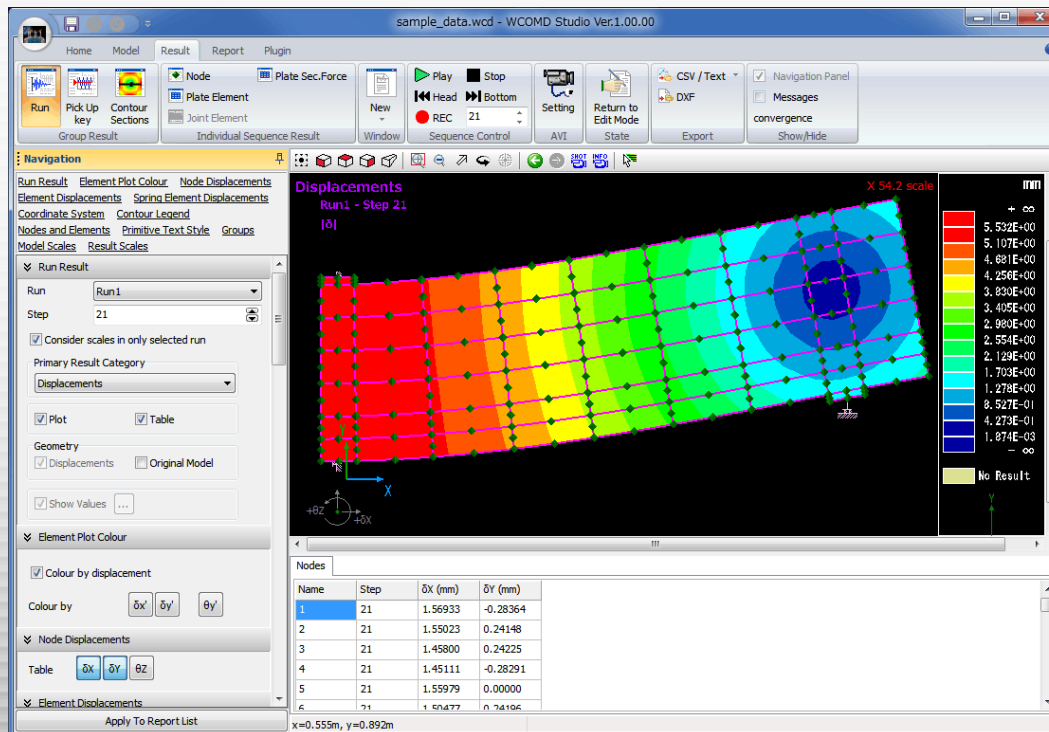 sample_data.wcd - WCOMD Studio Ver.1.00.00
Home Model Result Report Plugin
Run
Pick Up key
Contour Sections
Group Result
Node
Plate Sec.Force
Plate Element
Joint Element
Individual Sequence Result
New
Window
Play Stop
Head Bottom
REC 21
Sequence Control
Setting
AVI
Return to Edit Mode
State
CSV / Text
DXF
Export
Navigation Panel
Messages
convergence
Show/Hide
Navigation
Run Result Element Plot Colour Node Displacements
Element Displacements Spring Element Displacements
Coordinate System Contour Legend
Nodes and Elements Primitive Text Style Groups
Model Scales Result Scales
Run Result
Run Run1
Step 21
Consider scales in only selected run
Primary Result Category
Displacements
Plot Table
Geometry
Displacements Original Model
Show Values ...
Element Plot Colour
Colour by displacement
Colour by δx' δy' θy'
Node Displacements
Table δX δY θZ
Element Displacements
Apply To Report List
SHOT INFO
Displacements
Run1 - Step 21
|δ|
X 54.2 scale
Y
X
+θZ
+δX
mm
+ ∞
5.532E+00
5.107E+00
4.681E+00
4.256E+00
3.830E+00
3.405E+00
2.980E+00
2.554E+00
2.129E+00
1.703E+00
1.278E+00
8.527E-01
4.273E-01
1.874E-03
- ∞
No Result
Y
Nodes
Name Step δX (mm) δY (mm)
1 21 1.56933 -0.28364
2 21 1.55023 0.24148
3 21 1.45800 0.24225
4 21 1.45111 -0.28291
5 21 1.55979 0.00000
6 21 1.50477 0.24196
x=0.555m, y=0.892m